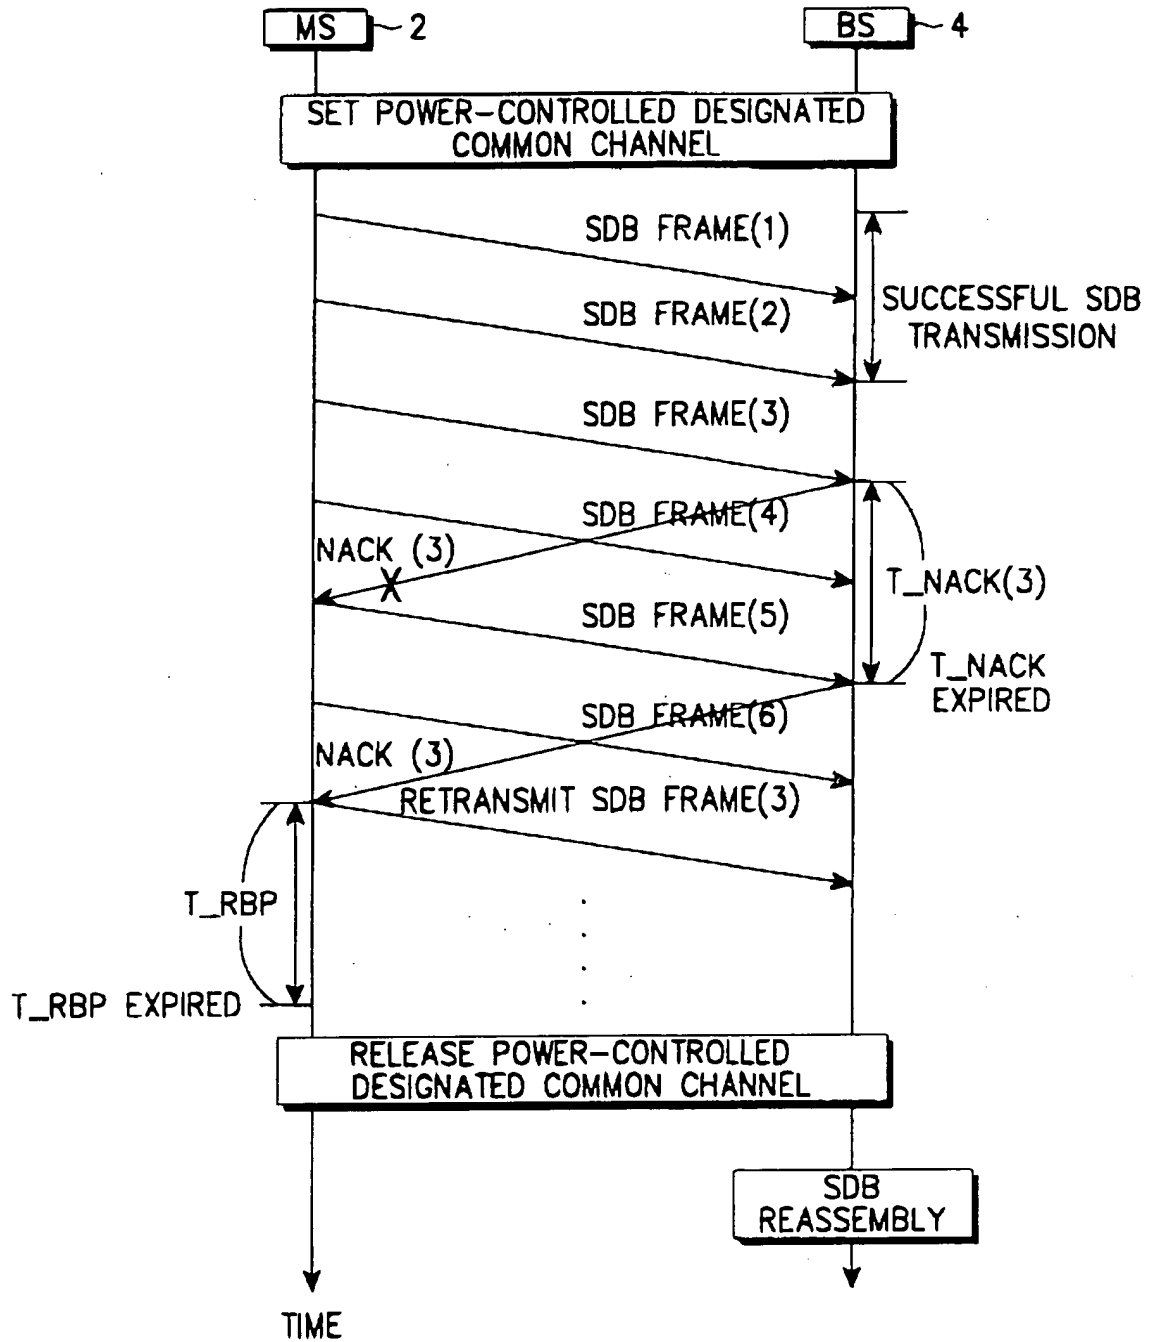 MS 2
BS 4
SET POWER-CONTROLLED DESIGNATED
COMMON CHANNEL
SDB FRAME(1)
SDB FRAME(2)
SUCCESSFUL SDB
TRANSMISSION
SDB FRAME(3)
SDB FRAME(4)
NACK (3)
X
T_NACK(3)
SDB FRAME(5)
T_NACK
EXPIRED
SDB FRAME(6)
NACK (3)
RETRANSMIT SDB FRAME(3)
T_RBP
T_RBP EXPIRED
RELEASE POWER-CONTROLLED
DESIGNATED COMMON CHANNEL
SDB
REASSEMBLY
TIME